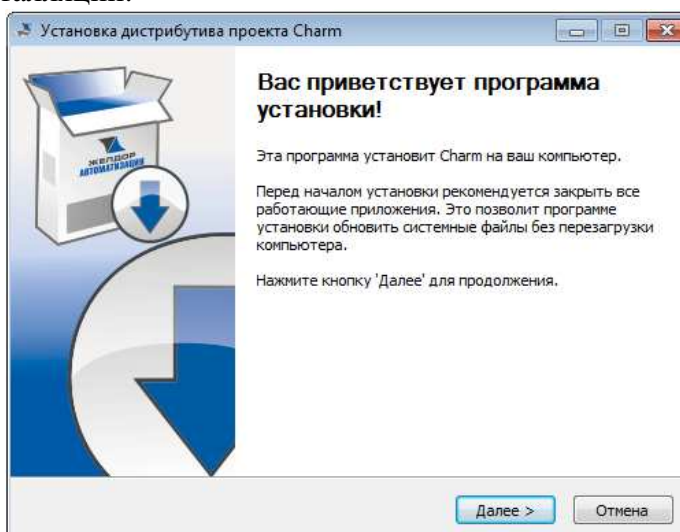 Установка дистрибутива проекта Charm
ЖЕЛДОР
АВТОМАТИЗАЦИЯ
Вас приветствует программа
установки!
Эта программа установит Charm на ваш компьютер.
Перед началом установки рекомендуется закрыть все
работающие приложения. Это позволит программе
установки обновить системные файлы без перезагрузки
компьютера.
Нажмите кнопку 'Далее' для продолжения.
Далее >
Отмена